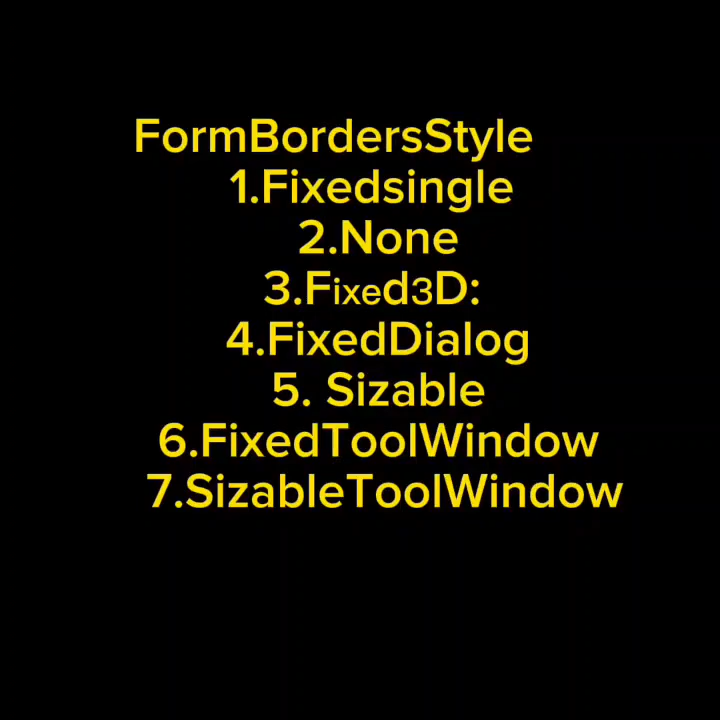 FormBordersStyle
1.Fixedsingle
2.None
3.Fixed3D:
4.FixedDialog
5. Sizable
6.FixedToolWindow
7.SizableToolWindow